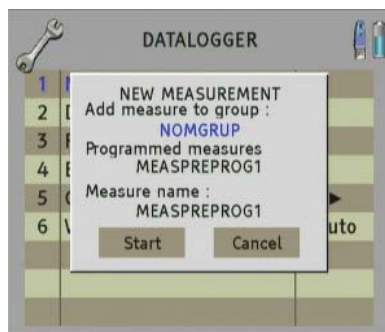 DATALOGGER
1
2
3
4
5
6 uto
NEW MEASUREMENT
Add measure to group :
NOMGRUP
Programmed measures
MEASPREPROG1
Measure name :
MEASPREPROG1
Start Cancel